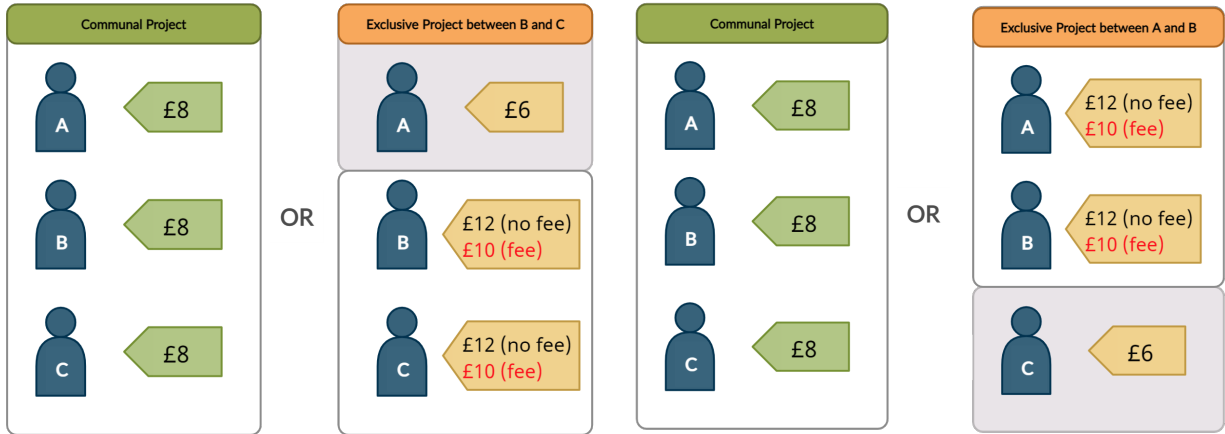 Communal Project
A
£8
B
£8
C
£8
OR
Exclusive Project between B and C
A
£6
B
£12 (no fee)
£10 (fee)
C
£12 (no fee)
£10 (fee)
Communal Project
A
£8
B
£8
C
£8
OR
Exclusive Project between A and B
A
£12 (no fee)
£10 (fee)
B
£12 (no fee)
£10 (fee)
C
£6